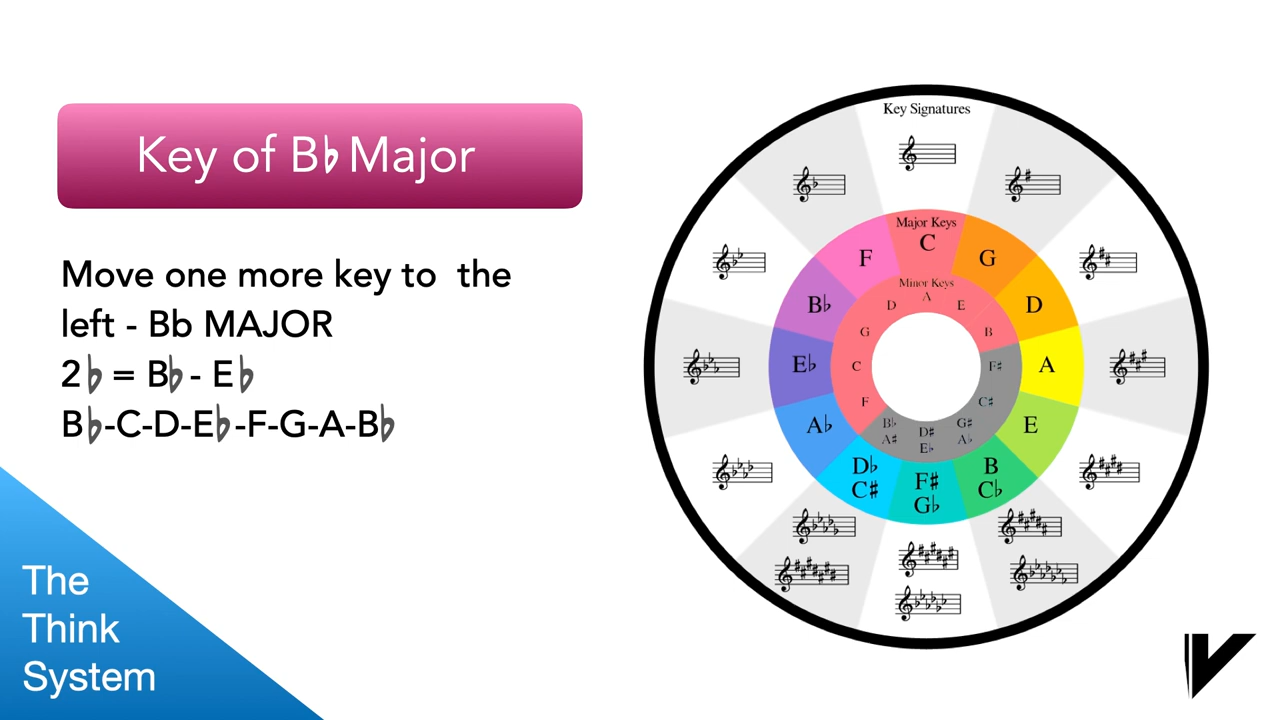 Key of B♭ Major
Move one more key to  the
left - Bb MAJOR
2♭ = B♭ - E♭
B♭-C-D-E♭-F-G-A-B♭
The
Think
System
Key Signatures
Major Keys
C
G
D
A
E
B
C♭
F♯
G♭
D♭
C♯
A♭
E♭
B♭
F
Minor Keys
A
E
B
F♯
C♯
G♯
A♭
D♯
E♭
B♭
A♯
F
C
G
D